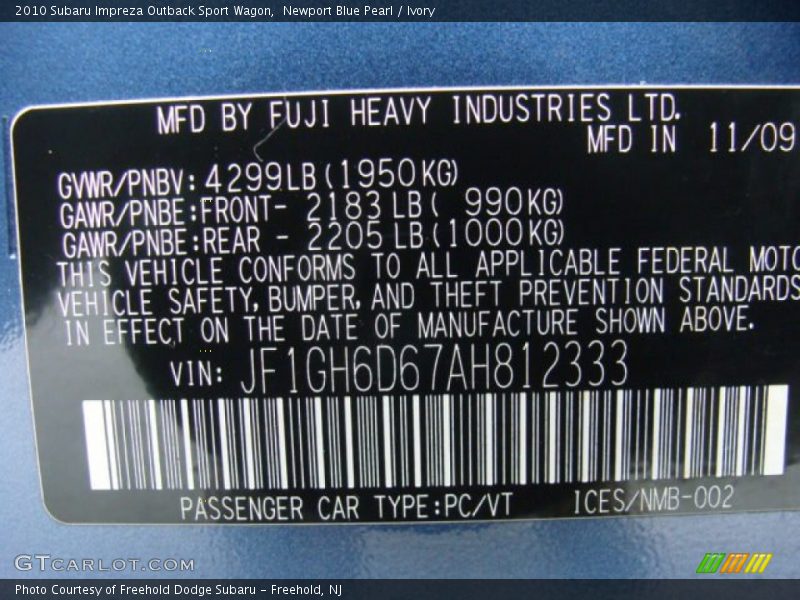 2010 Subaru Impreza Outback Sport Wagon, Newport Blue Pearl / Ivory
MFD BY FUJI HEAVY INDUSTRIES LTD.
MFD IN 11/09
GVWR/PNBV: 4299LB (1950KG)
GAWR/PNBE:FRONT- 2183 LB ( 990KG)
GAWR/PNBE:REAR - 2205 LB (1000KG)
THIS VEHICLE CONFORMS TO ALL APPLICABLE FEDERAL MOTO
VEHICLE SAFETY, BUMPER, AND THEFT PREVENTION STANDARDS
IN EFFECT ON THE DATE OF MANUFACTURE SHOWN ABOVE.
VIN: JF1GH6D67AH812333
PASSENGER CAR TYPE:PC/VT ICES/NMB-002
GTCARLOT.COM
Photo Courtesy of Freehold Dodge Subaru - Freehold, NJ